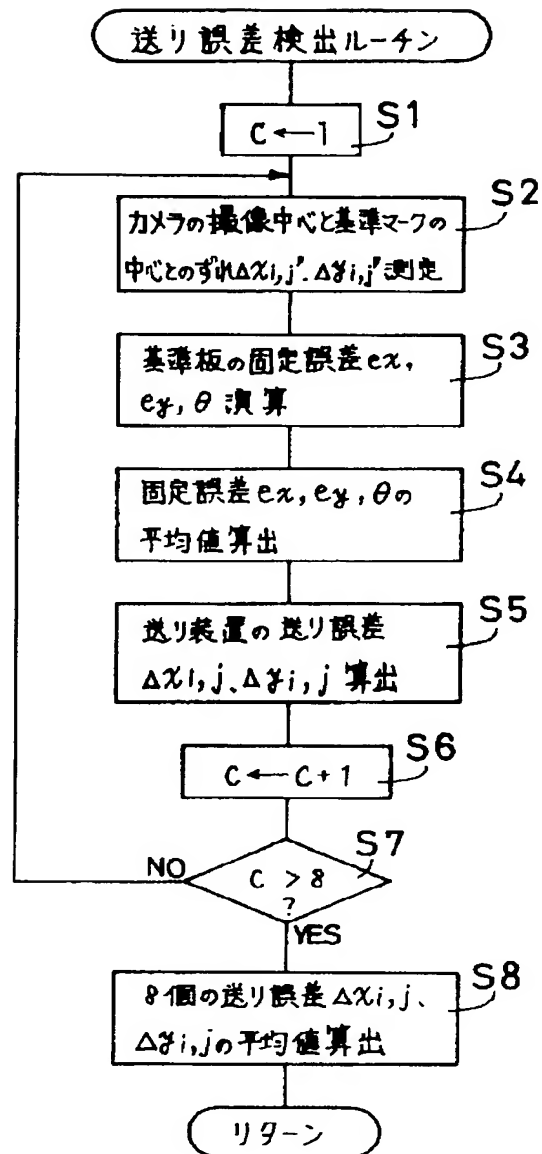 送り誤差検出ルーチン
S1
C←1
S2
カメラの撮像中心と基準マークの
中心とのずれΔxi,j'、Δyi,j'測定
S3
基準板の固定誤差ex,
ey, θ 演算
S4
固定誤差ex, ey, θの
平均値算出
S5
送り装置の送り誤差
Δxi,j、Δyi,j 算出
S6
C←C+1
S7
NO
C > 8
?
YES
S8
8個の送り誤差Δxi,j、
Δyi,jの平均値算出
リターン